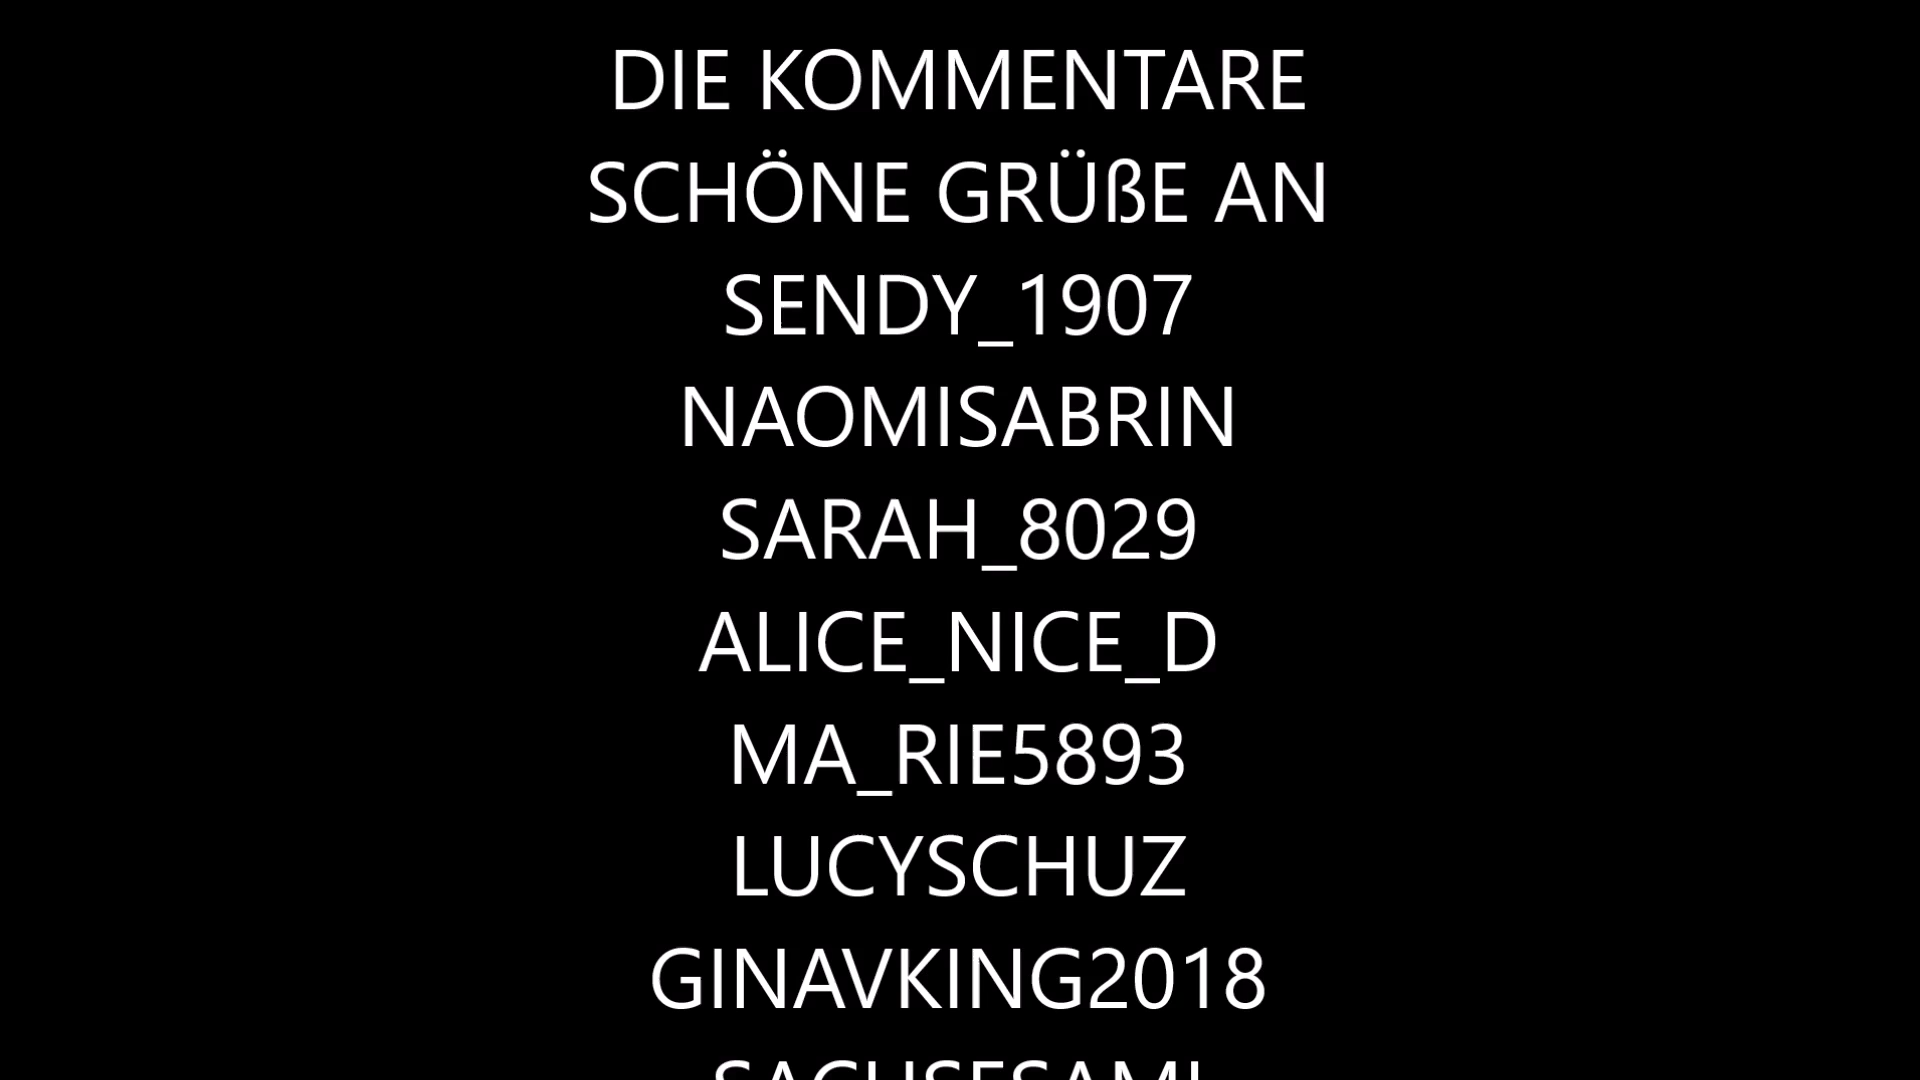 DIE KOMMENTARE
SCHÖNE GRÜßE AN
SENDY_1907
NAOMISABRIN
SARAH_8029
ALICE_NICE_D
MA_RIE5893
LUCYSCHUZ
GINAVKING2018